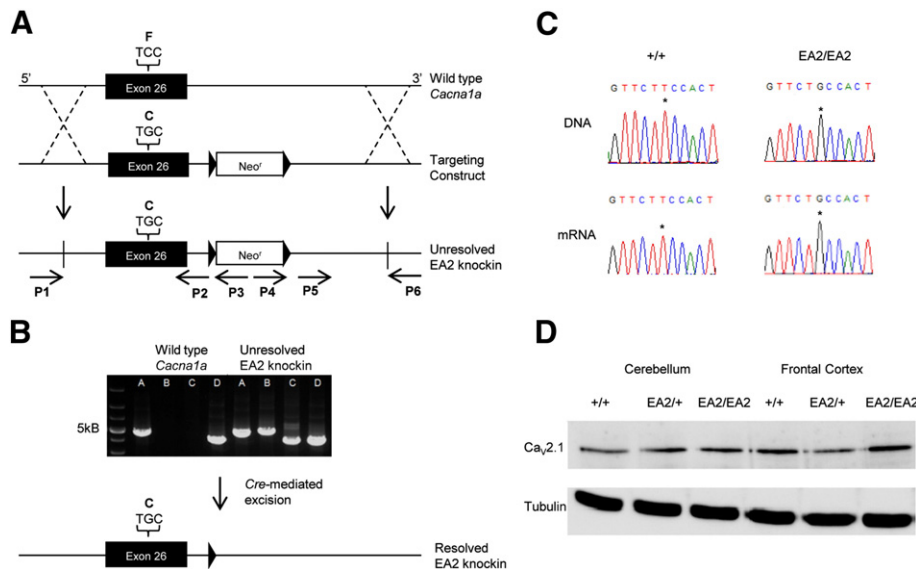 A
F
TCC
5'
3'
Exon 26
Wild type
Cacna1a
C
TGC
Exon 26
Neoʳ
Targeting
Construct
C
TGC
Exon 26
Neoʳ
Unresolved
EA2 knockin
P1 P2 P3 P4 P5 P6
B
Wild type
Cacna1a
Unresolved
EA2 knockin
A B C D A B C D
5kB
Cre-mediated
excision
C
TGC
Exon 26
Resolved
EA2 knockin
C
+/+ EA2/EA2
G T T C T T C C A C T G T T C T G C C A C T
* *
DNA
G T T C T T C C A C T G T T C T G C C A C T
* *
mRNA
D
Cerebellum Frontal Cortex
+/+ EA2/+ EA2/EA2 +/+ EA2/+ EA2/EA2
Caᵥ2.1
Tubulin